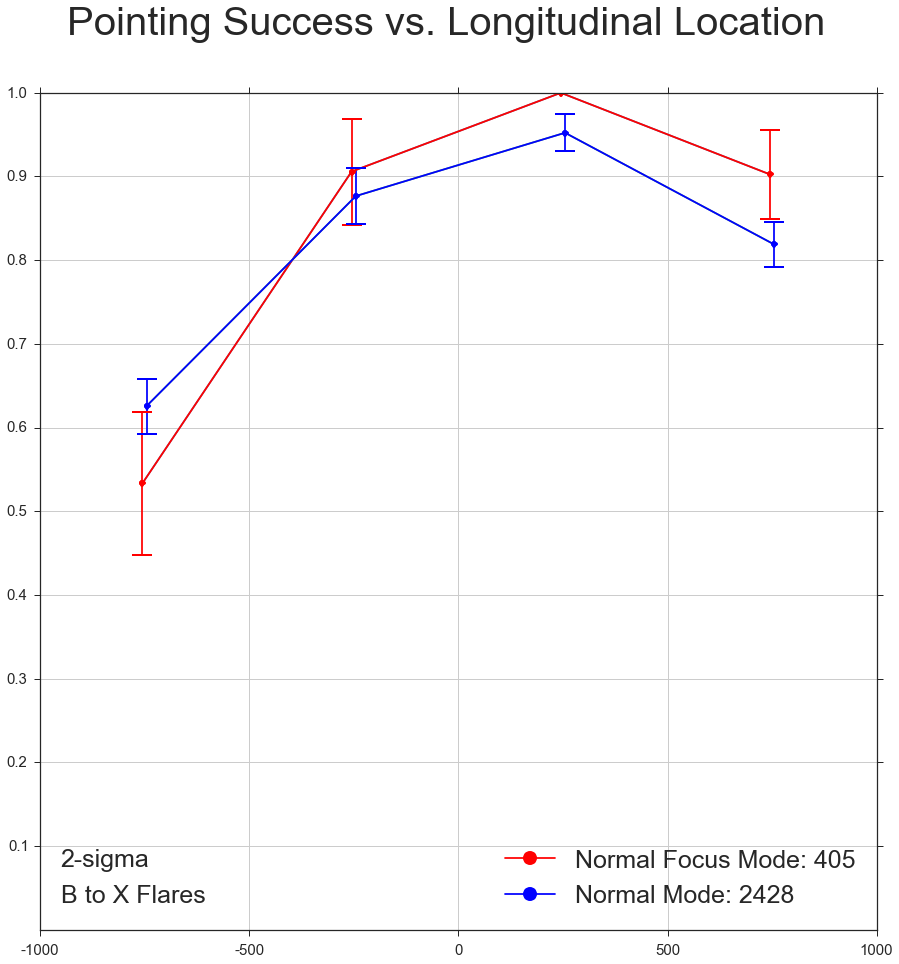 Pointing Success vs. Longitudinal Location
1.0
0.9
0.8
0.7
0.6
0.5
0.4
0.3
0.2
0.1
2-sigma
B to X Flares
Normal Focus Mode: 405
Normal Mode: 2428
-1000 -500 0 500 1000